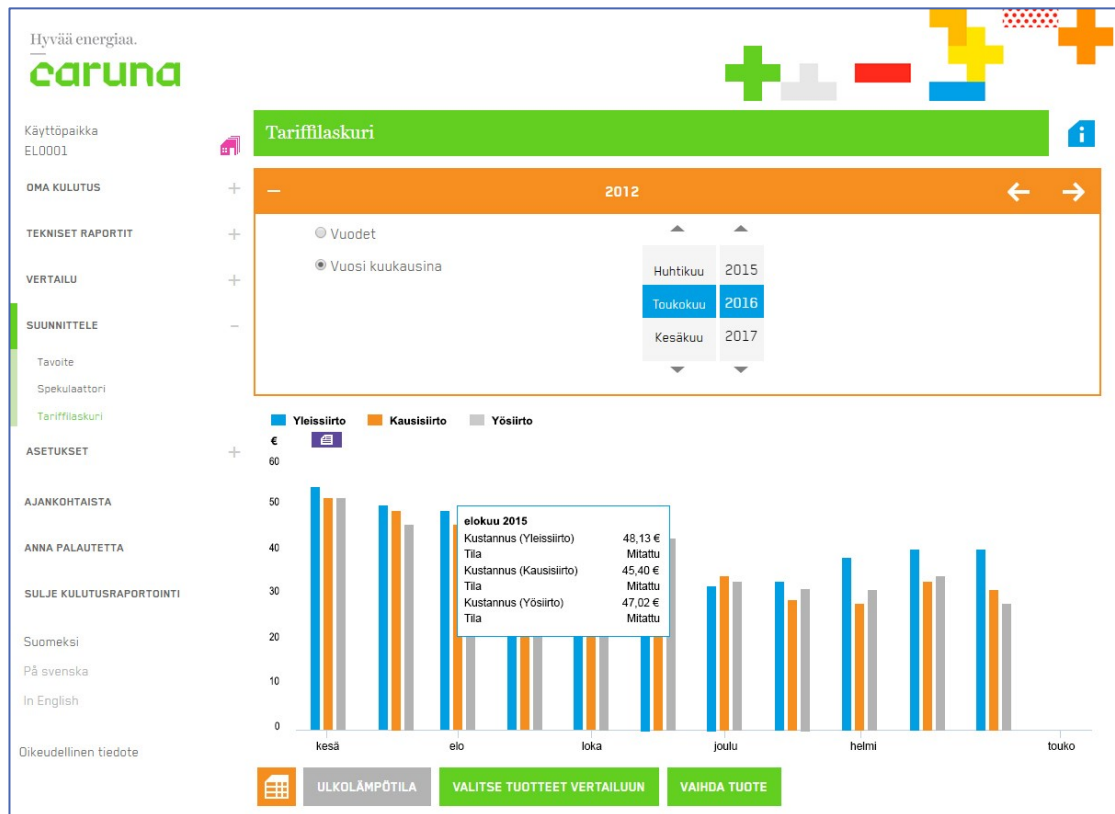 Hyvää energiaa.
caruna
Käyttöpaikka
EL0001
OMA KULUTUS
TEKNISET RAPORTIT
VERTAILU
SUUNNITTELE
Tavoite
Spekulaattori
Tariffilaskuri
ASETUKSET
AJANKOHTAISTA
ANNA PALAUTETTA
SULJE KULUTUSRAPORTOINTI
Suomeksi
På svenska
In English
Oikeudellinen tiedote
Tariffilaskuri
i
2012
Vuodet
Vuosi kuukausina
Huhtikuu 2015
Toukokuu 2016
Kesäkuu 2017
Yleissiirto Kausisiirto Yösiirto
€
60
50
40
30
20
10
0
elokuu 2015
Kustannus (Yleissiirto) 48,13 €
Tila Mitattu
Kustannus (Kausisiirto) 45,40 €
Tila Mitattu
Kustannus (Yösiirto) 47,02 €
Tila Mitattu
kesä elo loka joulu helmi touko
ULKOLÄMPÖTILA VALITSE TUOTTEET VERTAILUUN VAIHDA TUOTE